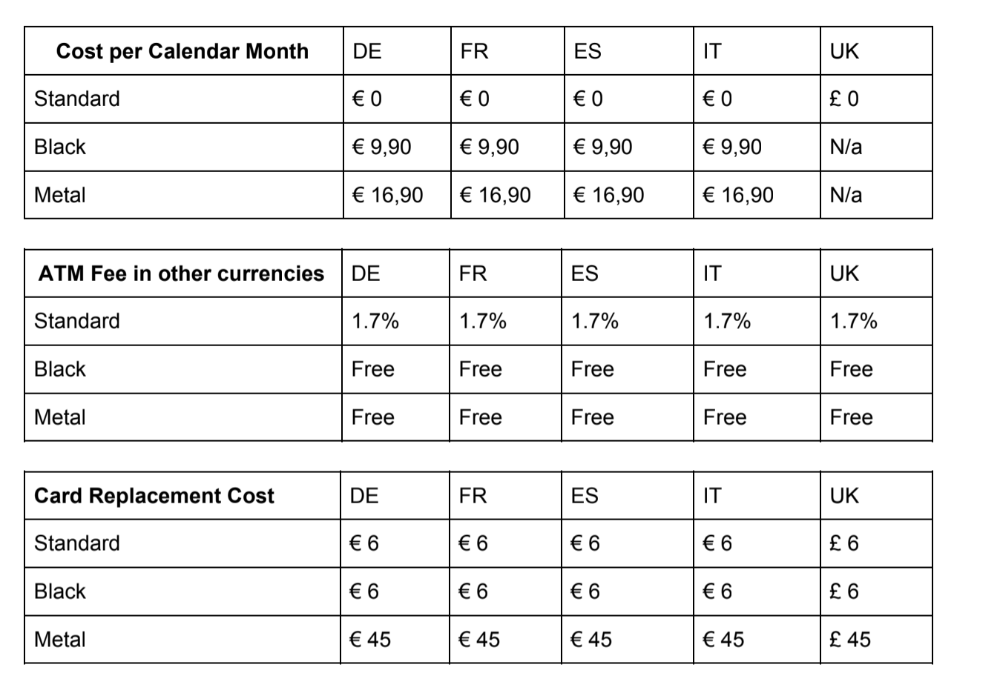 Cost per Calendar Month DE FR ES IT UK
Standard € 0 € 0 € 0 € 0 £ 0
Black € 9,90 € 9,90 € 9,90 € 9,90 N/a
Metal € 16,90 € 16,90 € 16,90 € 16,90 N/a
ATM Fee in other currencies DE FR ES IT UK
Standard 1.7% 1.7% 1.7% 1.7% 1.7%
Black Free Free Free Free Free
Metal Free Free Free Free Free
Card Replacement Cost DE FR ES IT UK
Standard € 6 € 6 € 6 € 6 £ 6
Black € 6 € 6 € 6 € 6 £ 6
Metal € 45 € 45 € 45 € 45 £ 45